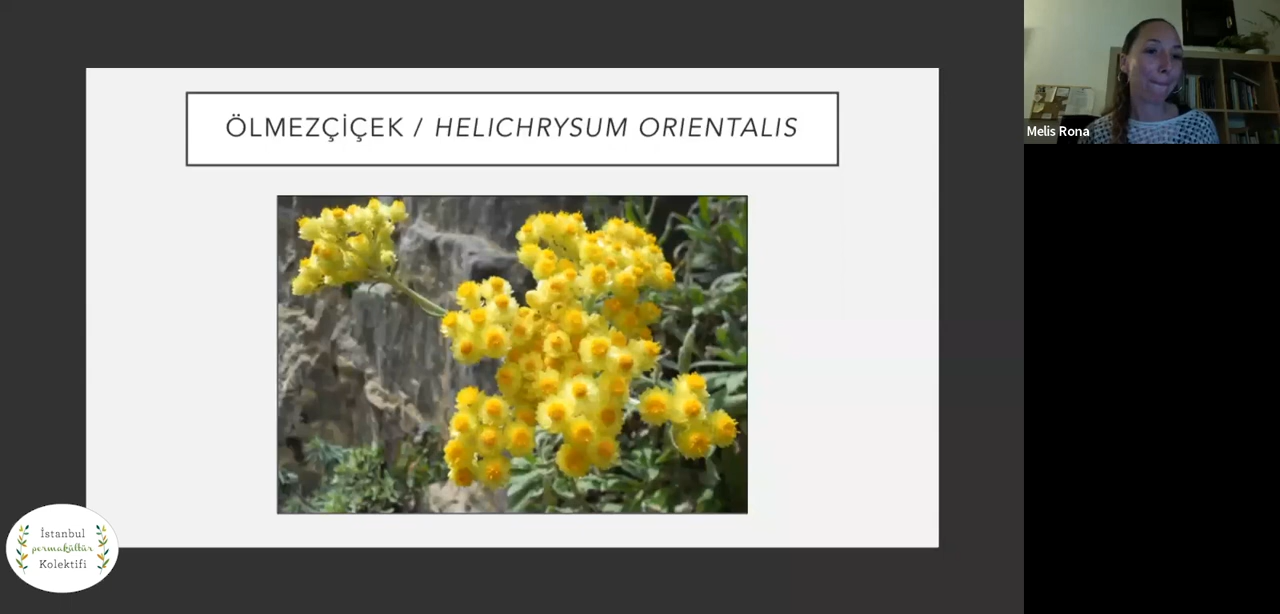 ÖLMEZÇİÇEK / HELICHRYSUM ORIENTALIS
Melis Rona
İstanbul
permakültür
Kolektifi